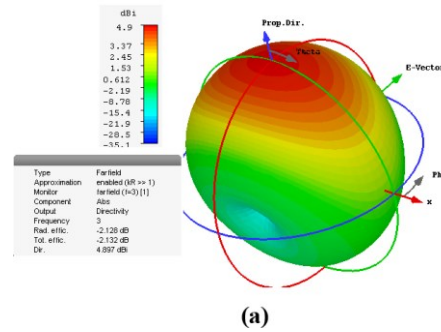 dBi
4.9
3.37
2.45
1.53
0.612
-2.19
-8.78
-15.4
-21.9
-28.5
-35.1
Prop.Dir.
Theta
E-Vector
Ph
x
Type Farfield
Approximation enabled (kR >> 1)
Monitor farfield (f=3) [1]
Component Abs
Output Directivity
Frequency 3
Rad. effic. -2.128 dB
Tot. effic. -2.132 dB
Dir. 4.897 dBi
(a)